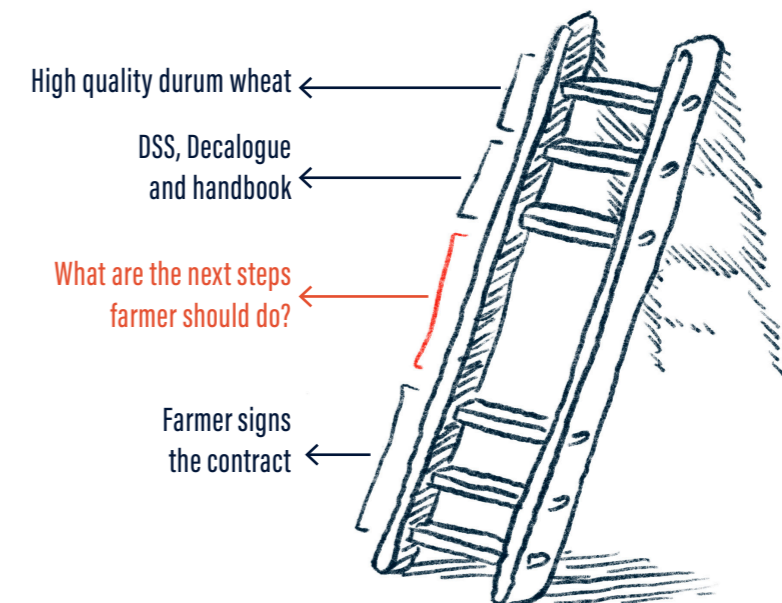 High quality durum wheat
DSS, Decalogue
and handbook
What are the next steps
farmer should do?
Farmer signs
the contract